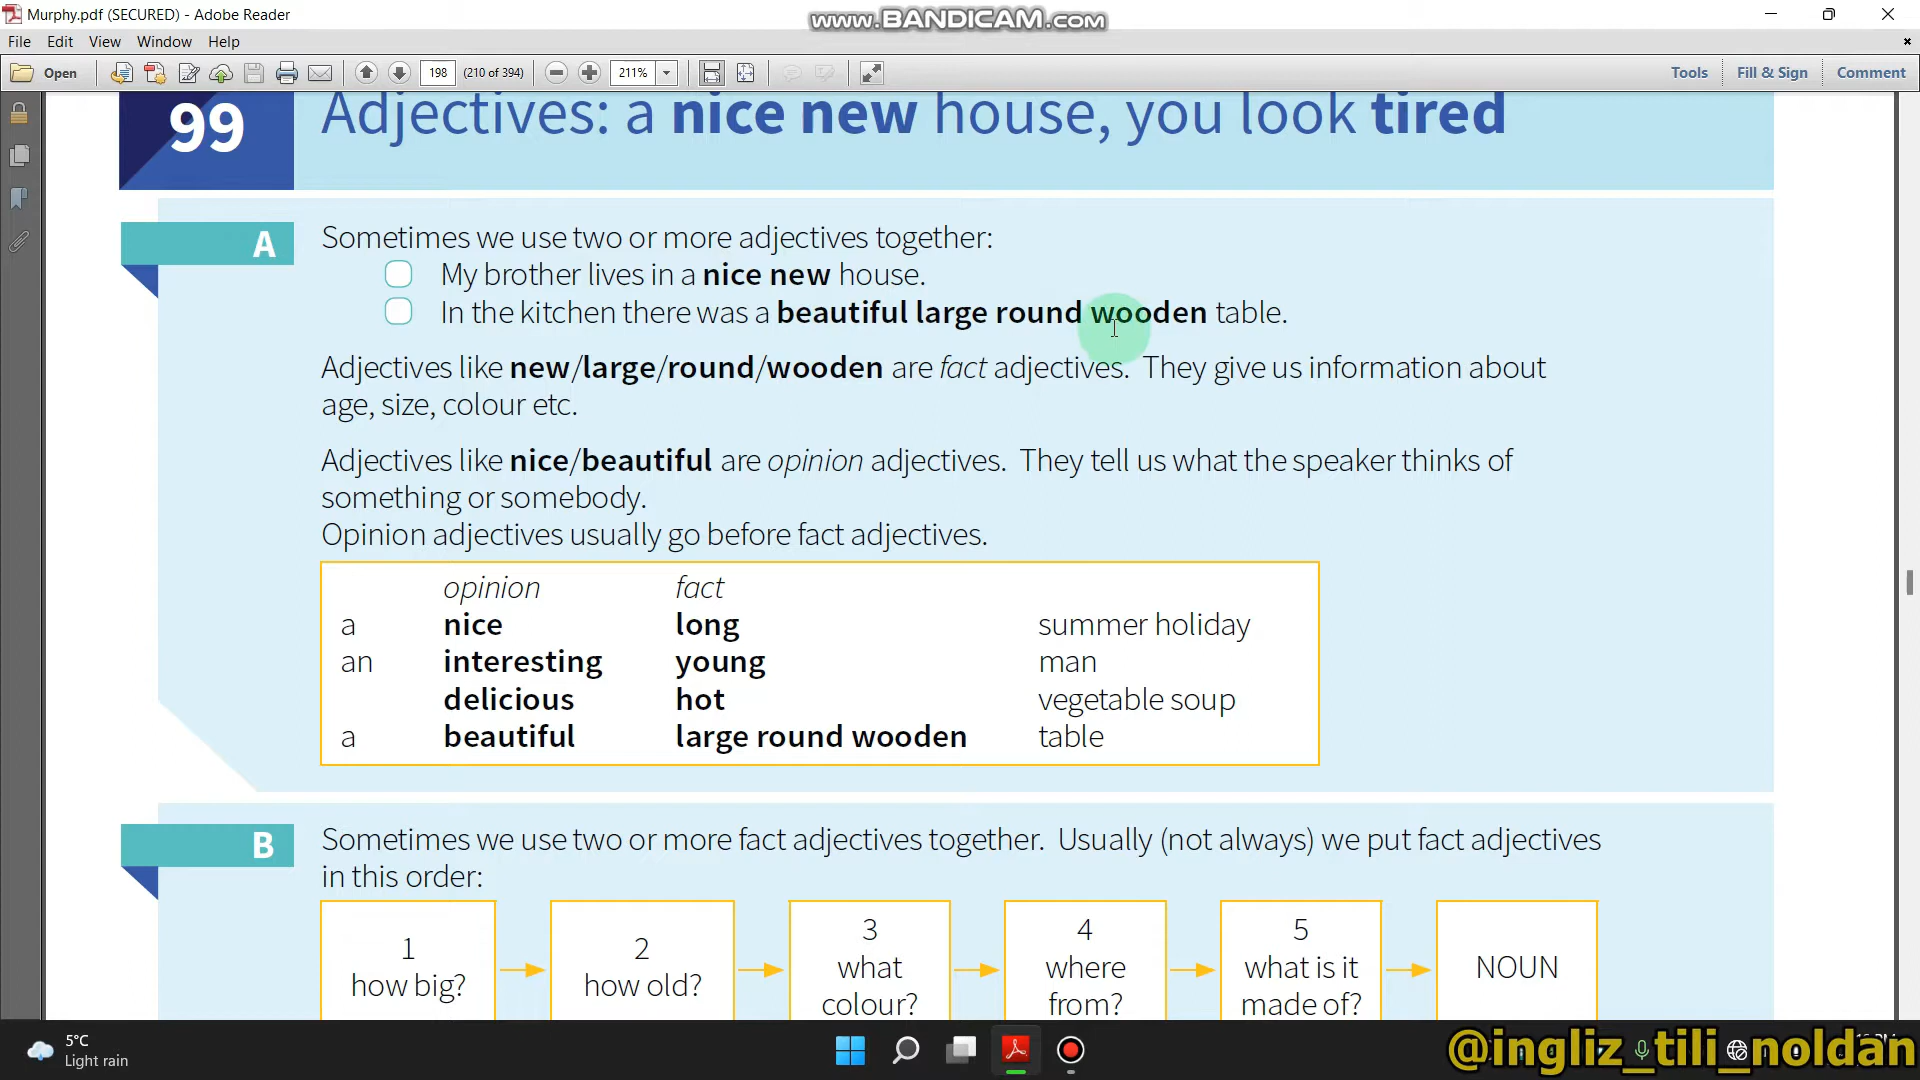 Murphy.pdf (SECURED) - Adobe Reader
www.BANDICAM.com
File Edit View Window Help
Open 198 (210 of 394) 211% Tools Fill & Sign Comment
99 Adjectives: a nice new house, you look tired
A Sometimes we use two or more adjectives together:
My brother lives in a nice new house.
In the kitchen there was a beautiful large round wooden table.
Adjectives like new/large/round/wooden are fact adjectives. They give us information about
age, size, colour etc.
Adjectives like nice/beautiful are opinion adjectives. They tell us what the speaker thinks of
something or somebody.
Opinion adjectives usually go before fact adjectives.
opinion fact
a nice long summer holiday
an interesting young man
delicious hot vegetable soup
a beautiful large round wooden table
B Sometimes we use two or more fact adjectives together. Usually (not always) we put fact adjectives
in this order:
1
how big?
2
how old?
3
what
colour?
4
where
from?
5
what is it
made of?
NOUN
5°C
Light rain
@ingliz_tili_noldan